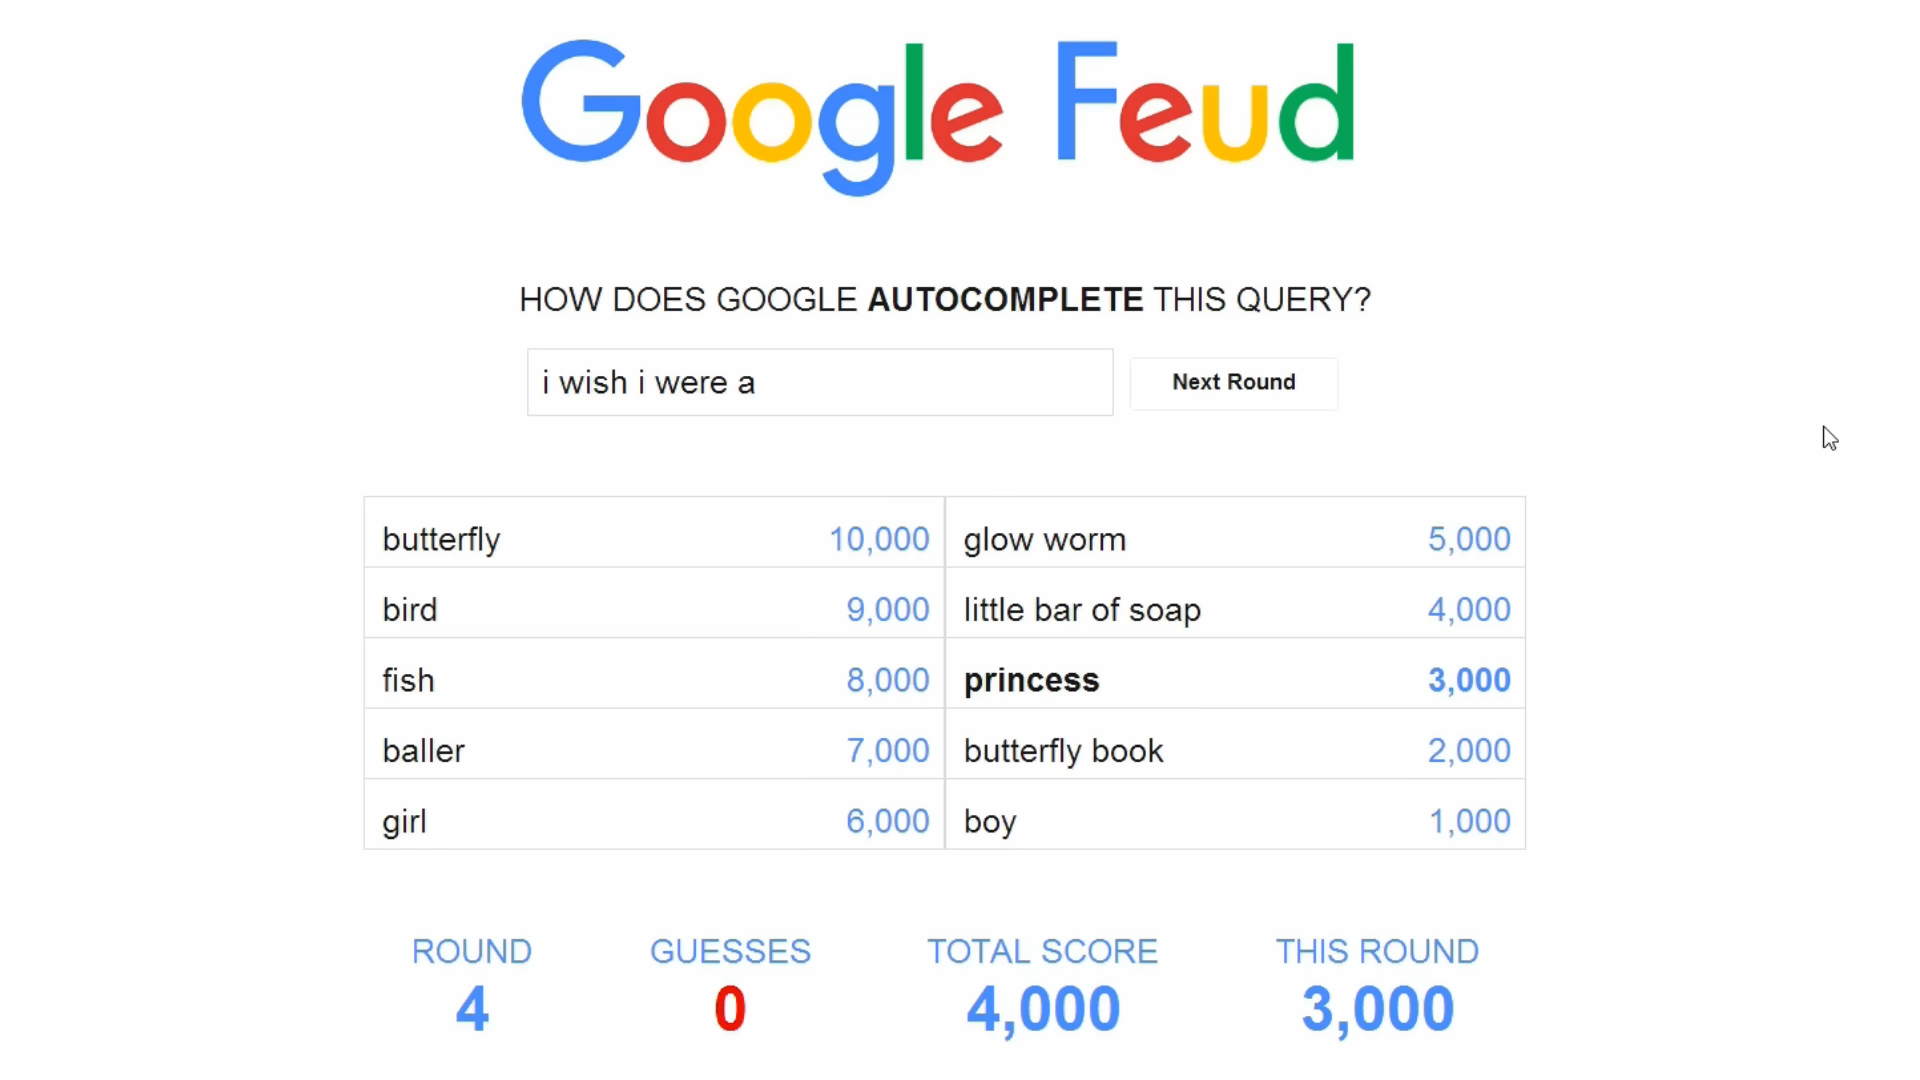 Google Feud
HOW DOES GOOGLE AUTOCOMPLETE THIS QUERY?
i wish i were a
Next Round
butterfly 10,000 glow worm 5,000
bird 9,000 little bar of soap 4,000
fish 8,000 princess 3,000
baller 7,000 butterfly book 2,000
girl 6,000 boy 1,000
ROUND GUESSES TOTAL SCORE THIS ROUND
4 0 4,000 3,000